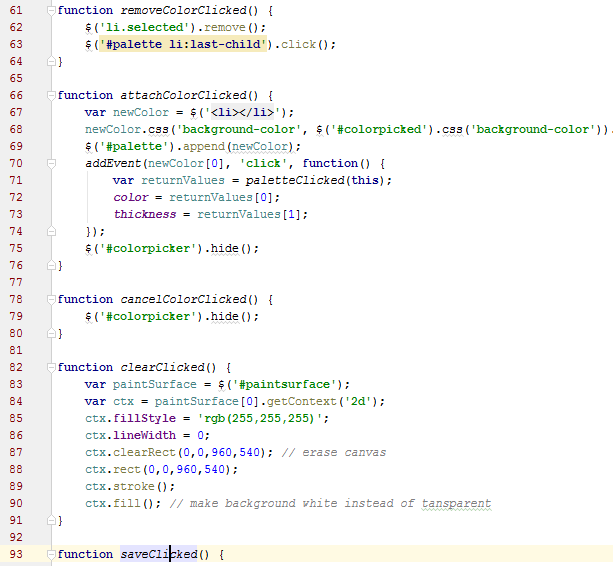 61 function removeColorClicked() {
62 $('li.selected').remove();
63 $('#palette li:last-child').click();
64 }
65
66 function attachColorClicked() {
67 var newColor = $('<li></li>');
68 newColor.css('background-color', $('#colorpicked').css('background-color')).
69 $('#palette').append(newColor);
70 addEvent(newColor[0], 'click', function() {
71 var returnValues = paletteClicked(this);
72 color = returnValues[0];
73 thickness = returnValues[1];
74 });
75 $('#colorpicker').hide();
76 }
77
78 function cancelColorClicked() {
79 $('#colorpicker').hide();
80 }
81
82 function clearClicked() {
83 var paintSurface = $('#paintsurface');
84 var ctx = paintSurface[0].getContext('2d');
85 ctx.fillStyle = 'rgb(255,255,255)';
86 ctx.lineWidth = 0;
87 ctx.clearRect(0,0,960,540); // erase canvas
88 ctx.rect(0,0,960,540);
89 ctx.stroke();
90 ctx.fill(); // make background white instead of tansparent
91 }
92
93 function saveClicked() {